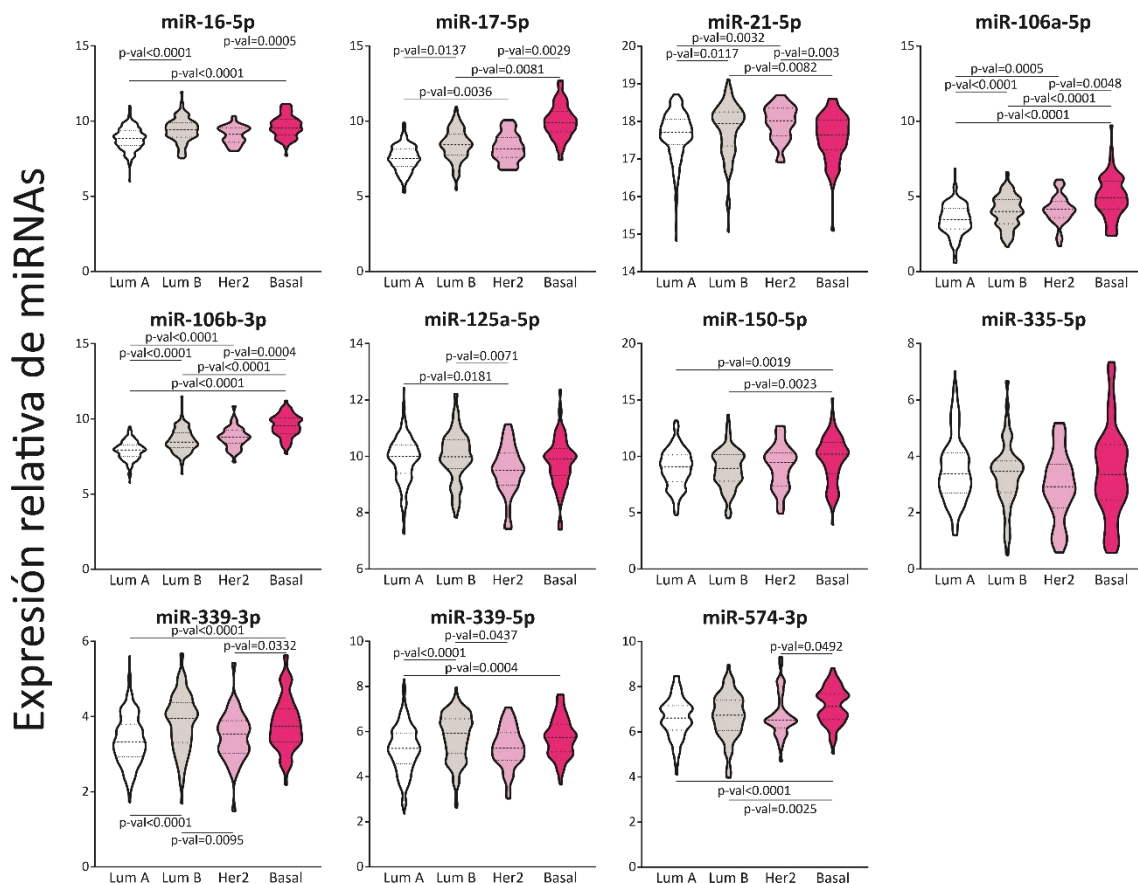 Expresión relativa de miRNAs
miR-16-5p
15
10
5
0
p-val=0.0005
p-val<0.0001
p-val<0.0001
Lum A Lum B Her2 Basal
miR-17-5p
15
10
5
0
p-val=0.0137 p-val=0.0029
p-val=0.0081
p-val=0.0036
Lum A Lum B Her2 Basal
miR-21-5p
20
19
18
17
16
15
14
p-val=0.0032
p-val=0.0117 p-val=0.003
p-val=0.0082
Lum A Lum B Her2 Basal
miR-106a-5p
15
10
5
0
p-val=0.0005
p-val<0.0001 p-val=0.0048
p-val<0.0001
p-val<0.0001
Lum A Lum B Her2 Basal
miR-106b-3p
15
10
5
0
p-val<0.0001
p-val<0.0001 p-val=0.0004
p-val<0.0001
p-val<0.0001
Lum A Lum B Her2 Basal
miR-125a-5p
14
12
10
8
6
p-val=0.0071
p-val=0.0181
Lum A Lum B Her2 Basal
miR-150-5p
20
15
10
5
0
p-val=0.0019
p-val=0.0023
Lum A Lum B Her2 Basal
miR-335-5p
8
6
4
2
0
Lum A Lum B Her2 Basal
miR-339-3p
6
4
2
0
p-val<0.0001
p-val=0.0332
p-val<0.0001
p-val=0.0095
Lum A Lum B Her2 Basal
miR-339-5p
10
8
6
4
2
0
p-val=0.0437
p-val<0.0001
p-val=0.0004
Lum A Lum B Her2 Basal
miR-574-3p
10
8
6
4
2
0
p-val=0.0492
p-val<0.0001
p-val=0.0025
Lum A Lum B Her2 Basal